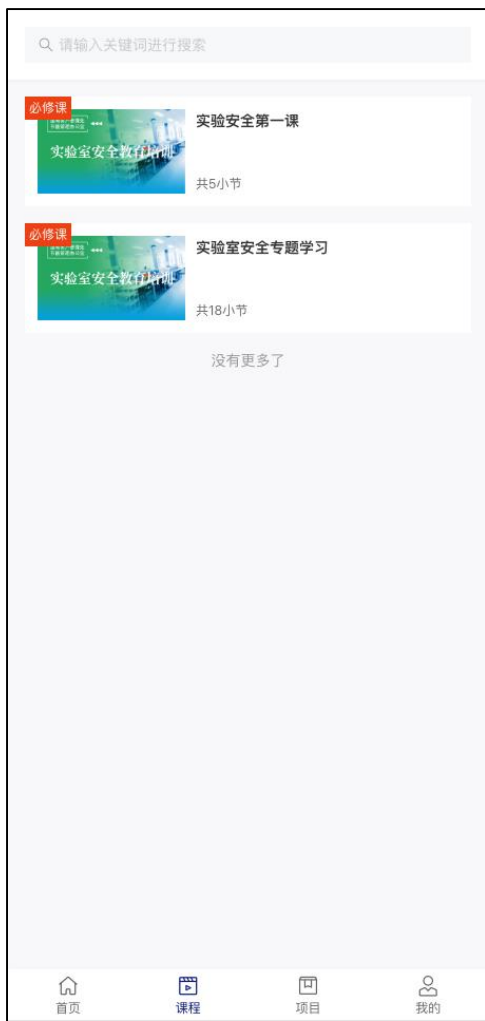 请输入关键词进行搜索
必修课
实验室安全教育培训
实验安全第一课
共5小节
必修课
实验室安全教育培训
实验室安全专题学习
共18小节
没有更多了
首页
课程
项目
我的